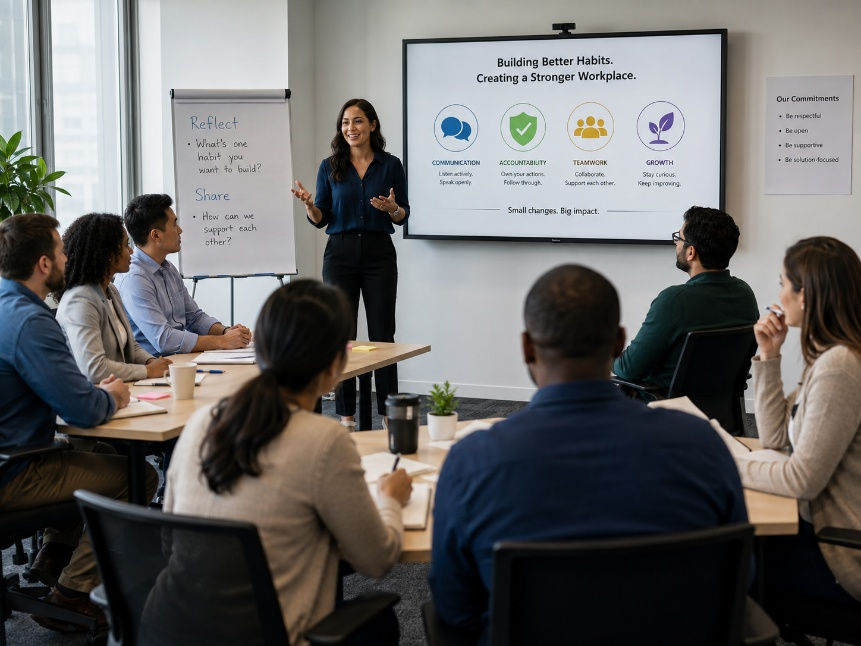 Reflect
• What's one
habit you
want to build?
Share
• How can we
support each
other?
Building Better Habits.
Creating a Stronger Workplace.
COMMUNICATION
Listen actively.
Speak openly.
ACCOUNTABILITY
Own your actions.
Follow through.
TEAMWORK
Collaborate.
Support each other.
GROWTH
Stay curious.
Keep improving.
Small changes. Big impact.
Our Commitments
• Be respectful
• Be open
• Be supportive
• Be solution-focused